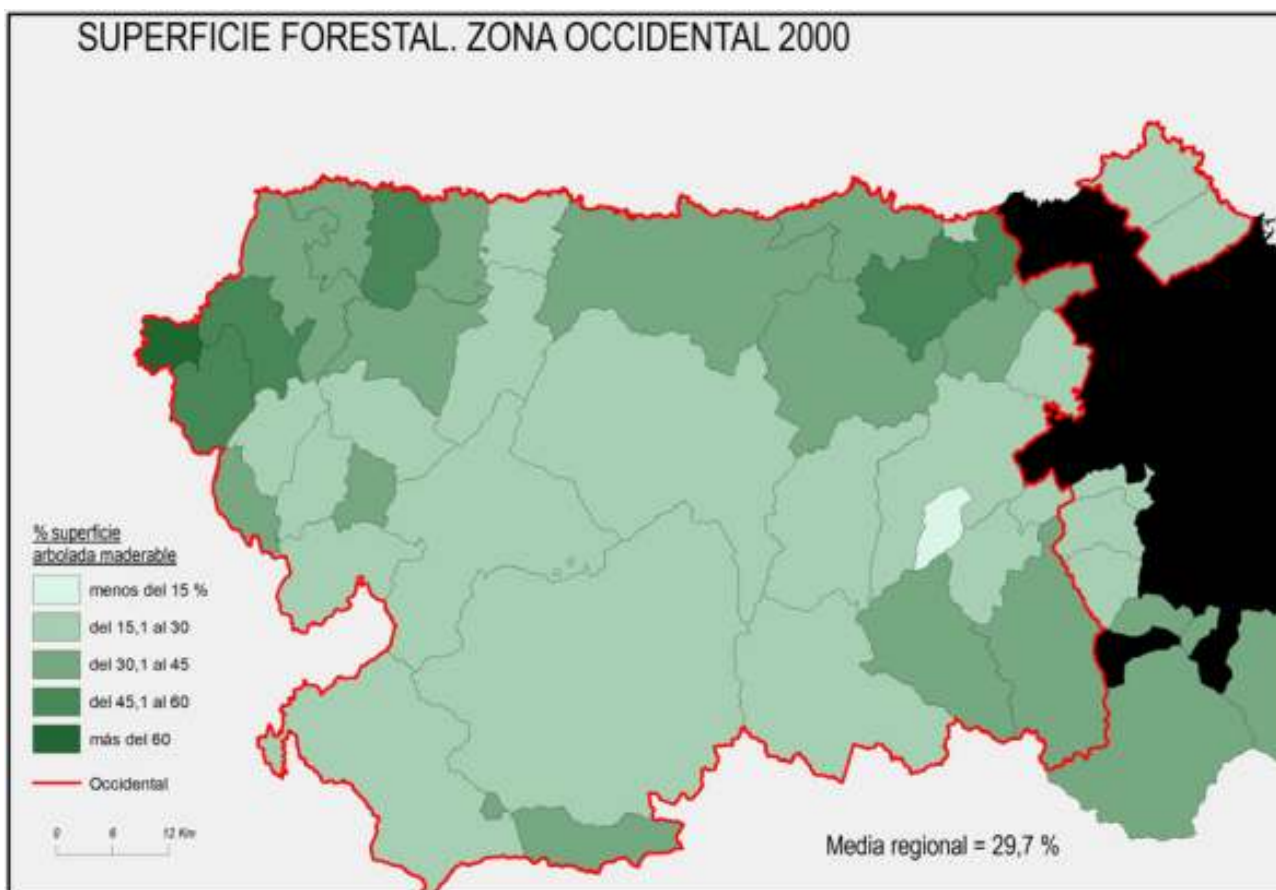 SUPERFICIE FORESTAL. ZONA OCCIDENTAL 2000
% superficie
arbolada maderable
menos del 15 %
del 15,1 al 30
del 30,1 al 45
del 45,1 al 60
más del 60
Occidental
0 6 12 Km
Media regional = 29,7 %